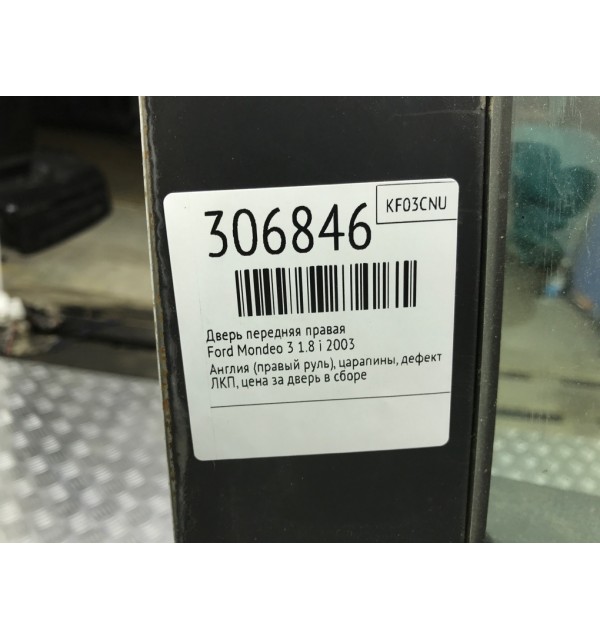 306846
KF03CNU
Дверь передняя правая
Ford Mondeo 3 1.8 i 2003
Англия (правый руль), царапины, дефект
ЛКП, цена за дверь в сборе